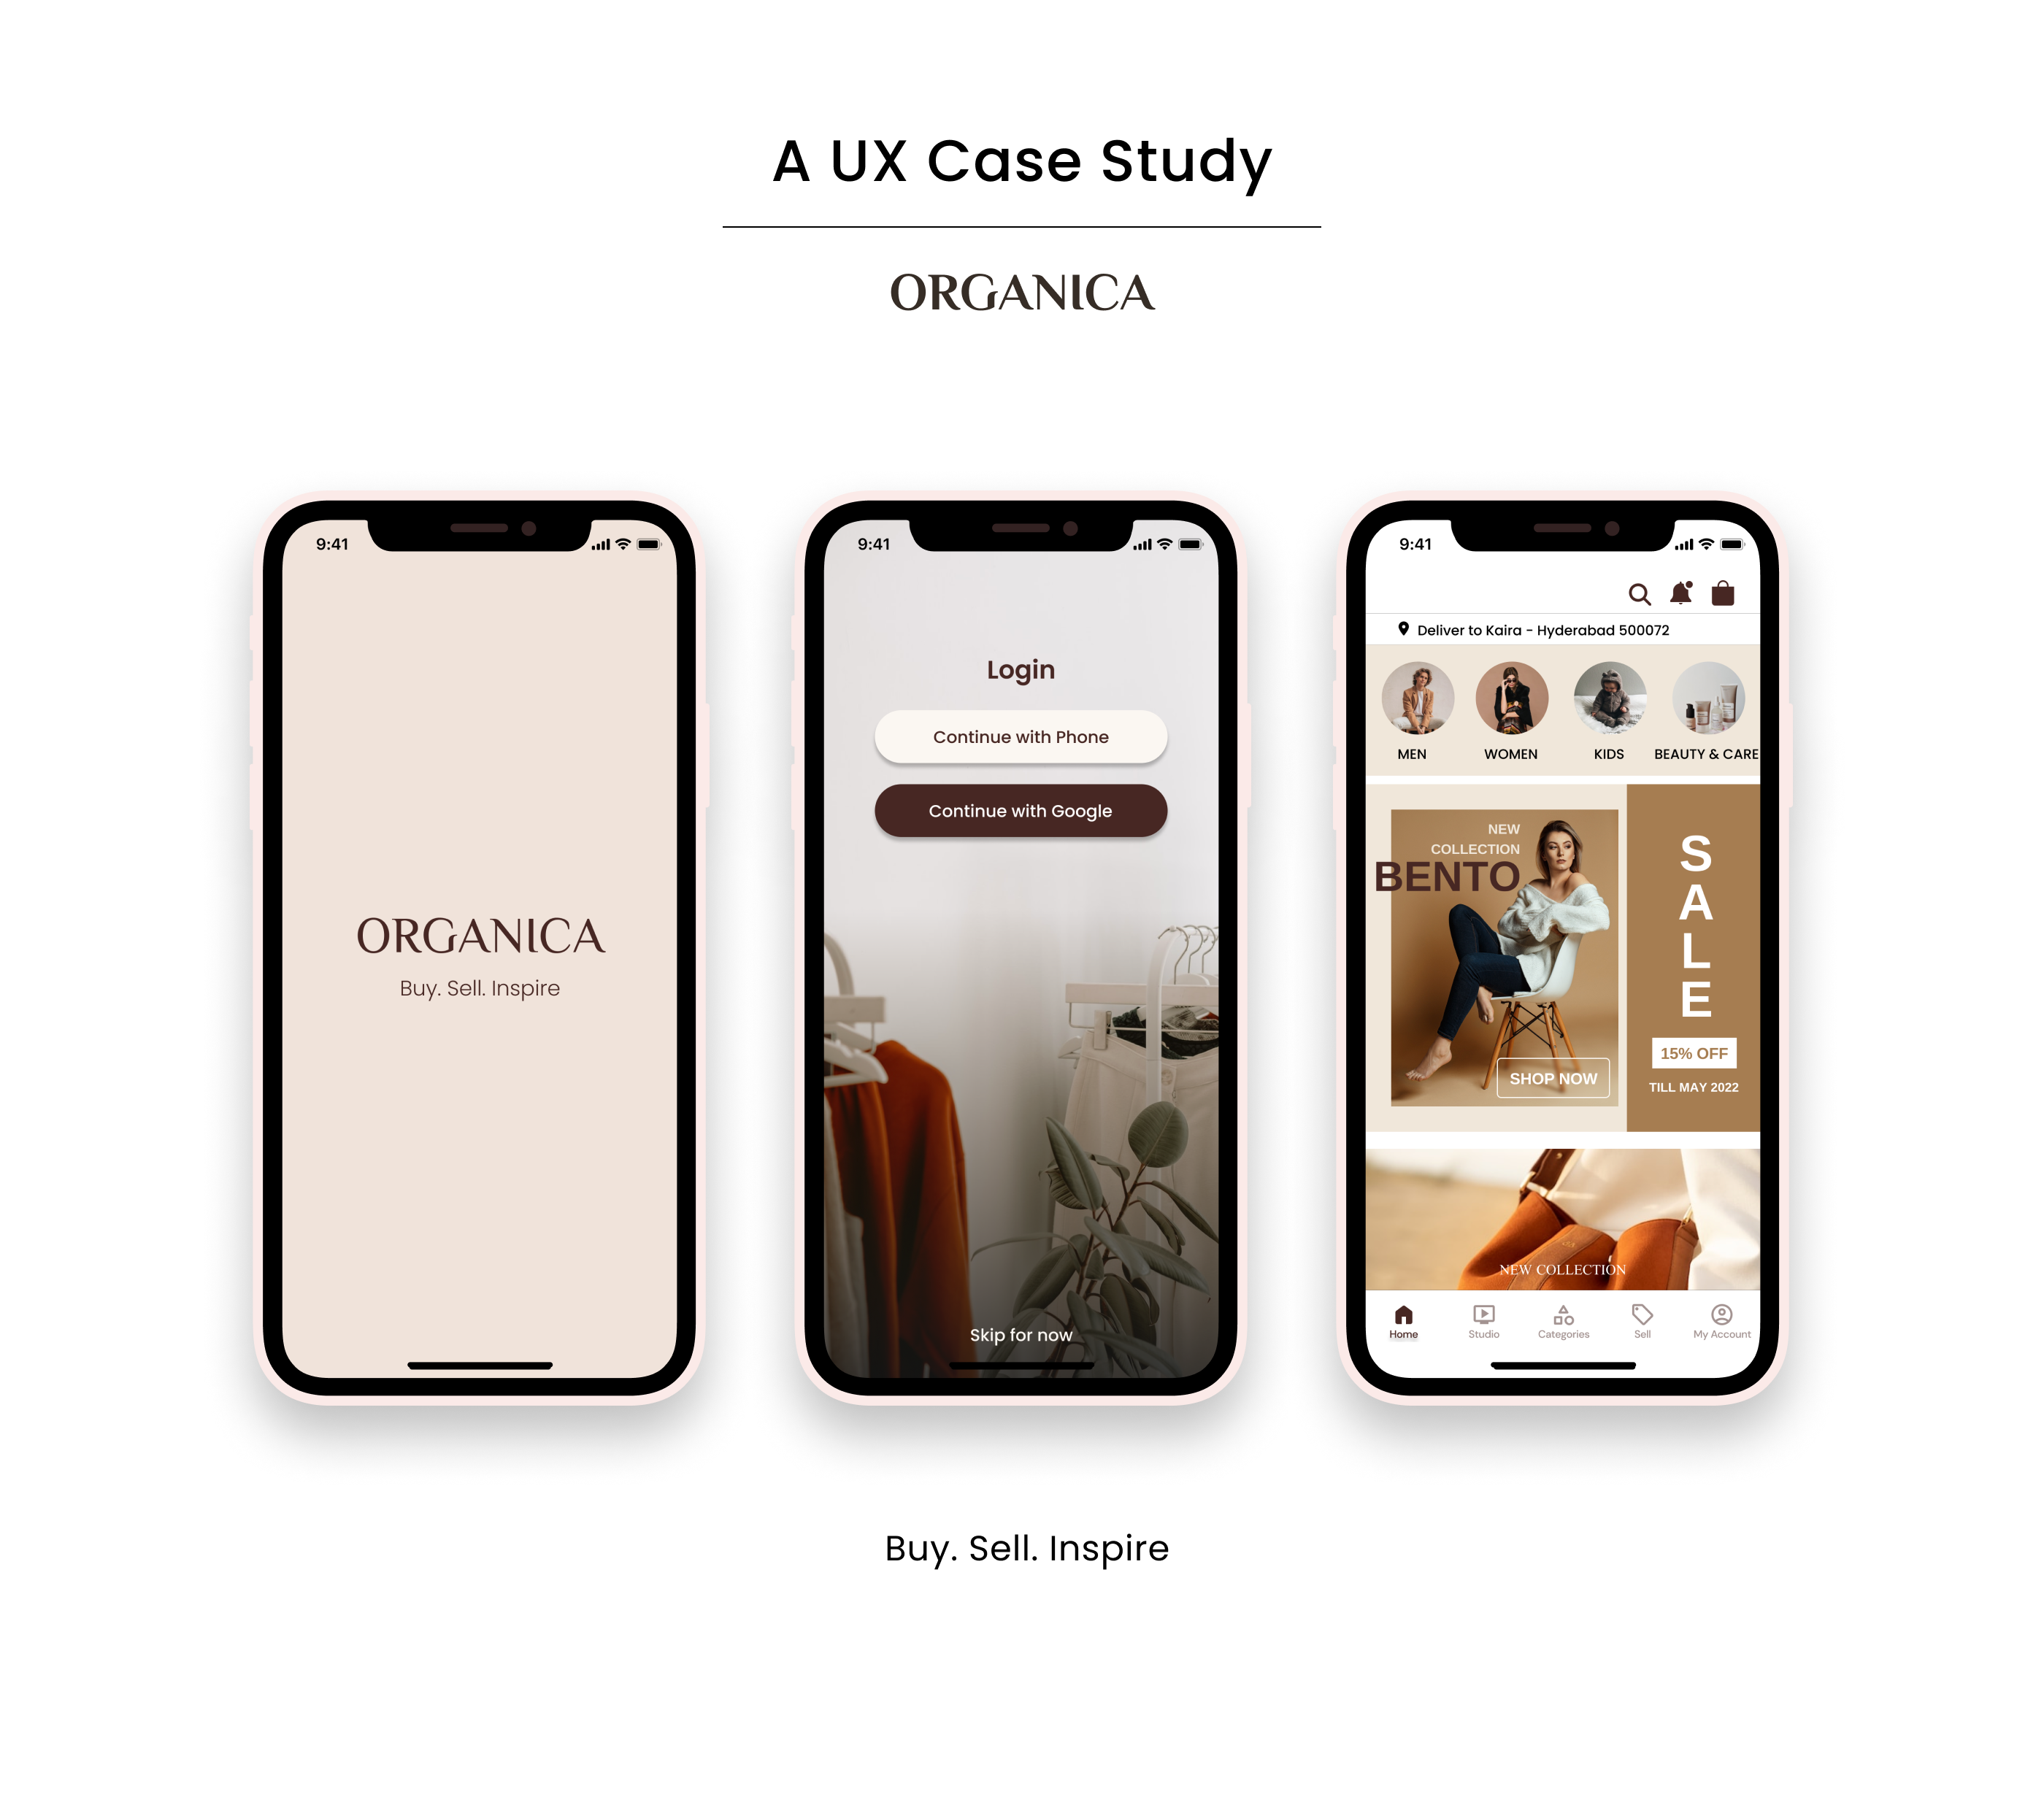 A UX Case Study
ORGANICA
9:41
ORGANICA
Buy. Sell. Inspire
9:41
Login
Continue with Phone
Continue with Google
Skip for now
9:41
Deliver to Kaira - Hyderabad 500072
MEN WOMEN KIDS BEAUTY & CARE
NEW
COLLECTION
BENTO
SHOP NOW
S
A
L
E
15% OFF
TILL MAY 2022
NEW COLLECTION
Home Studio Categories Sell My Account
Buy. Sell. Inspire